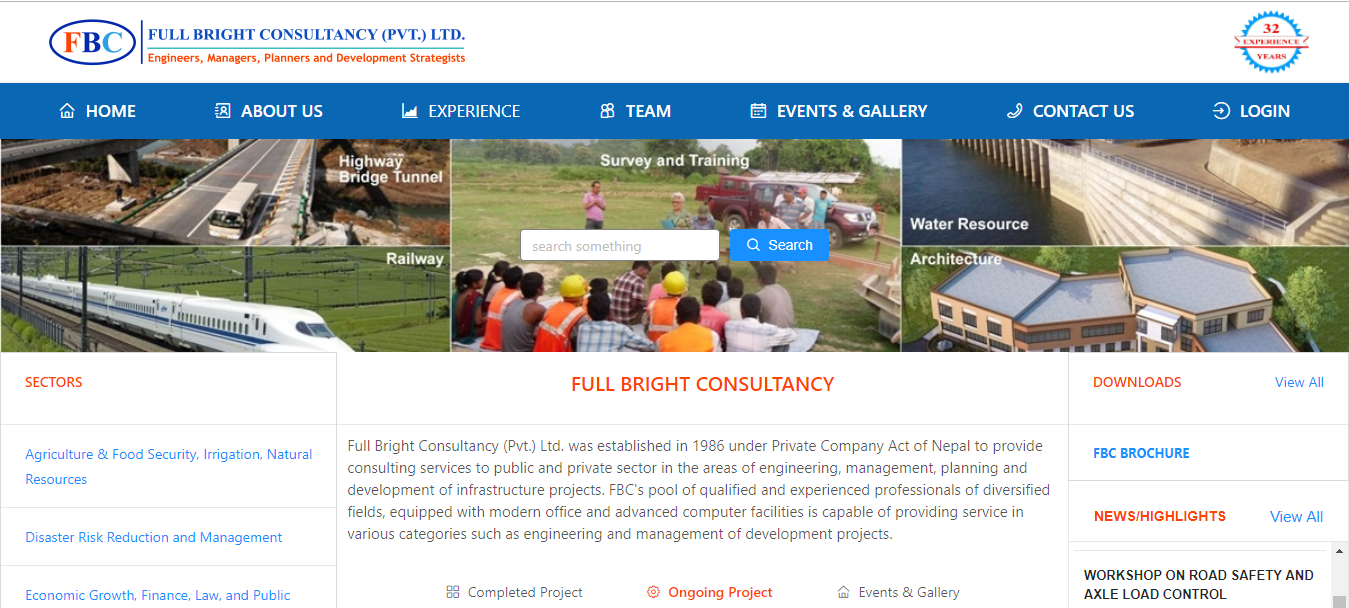 FBC
FULL BRIGHT CONSULTANCY (PVT.) LTD.
Engineers, Managers, Planners and Development Strategists
32
EXPERIENCE
YEARS
HOME
ABOUT US
EXPERIENCE
TEAM
EVENTS & GALLERY
CONTACT US
LOGIN
Highway
Bridge Tunnel
Survey and Training
Water Resource
Railway
Architecture
search something
Search
SECTORS
Agriculture & Food Security, Irrigation, Natural
Resources
Disaster Risk Reduction and Management
Economic Growth, Finance, Law, and Public
FULL BRIGHT CONSULTANCY
Full Bright Consultancy (Pvt.) Ltd. was established in 1986 under Private Company Act of Nepal to provide
consulting services to public and private sector in the areas of engineering, management, planning and
development of infrastructure projects. FBC's pool of qualified and experienced professionals of diversified
fields, equipped with modern office and advanced computer facilities is capable of providing service in
various categories such as engineering and management of development projects.
Completed Project
Ongoing Project
Events & Gallery
DOWNLOADS
View All
FBC BROCHURE
NEWS/HIGHLIGHTS
View All
WORKSHOP ON ROAD SAFETY AND
AXLE LOAD CONTROL